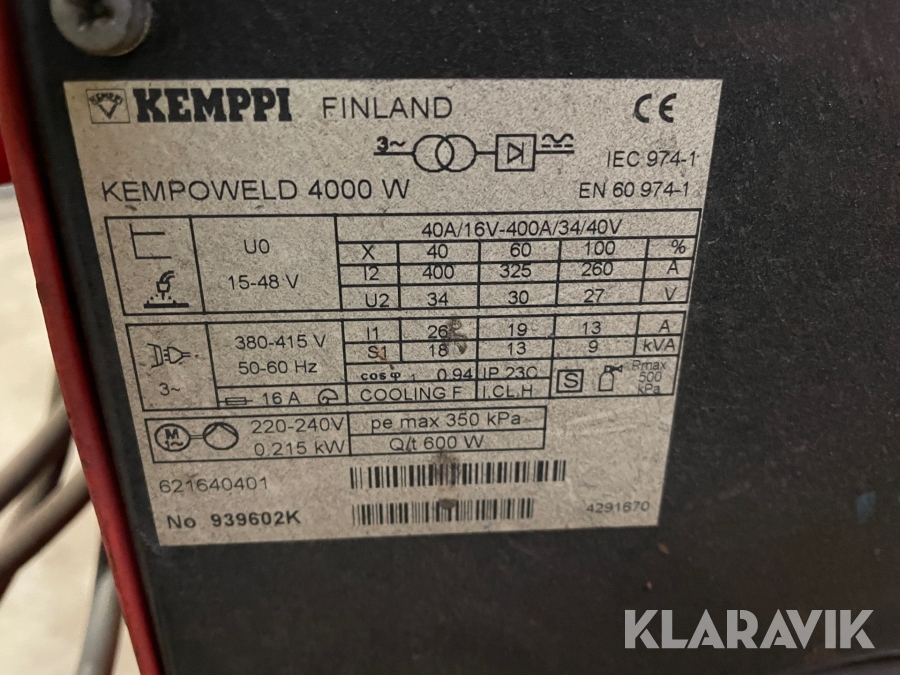 KEMPPI FINLAND CE
3~
IEC 974-1
KEMPOWELD 4000 W EN 60 974-1
40A/16V-400A/34/40V
U0
15-48 V
X 40 60 100 %
I2 400 325 260 A
U2 34 30 27 V
380-415 V
50-60 Hz
3~
16 A
I1 26 19 13 A
S1 18 13 9 kVA
cos φ 0.94 IP 23C
COOLING F I.CL.H
S
Pmax
500
kPa
M
1~
220-240V
0.215 kW
pe max 350 kPa
Q/t 600 W
621640401
No 939602K
4291670
KLARAVIK